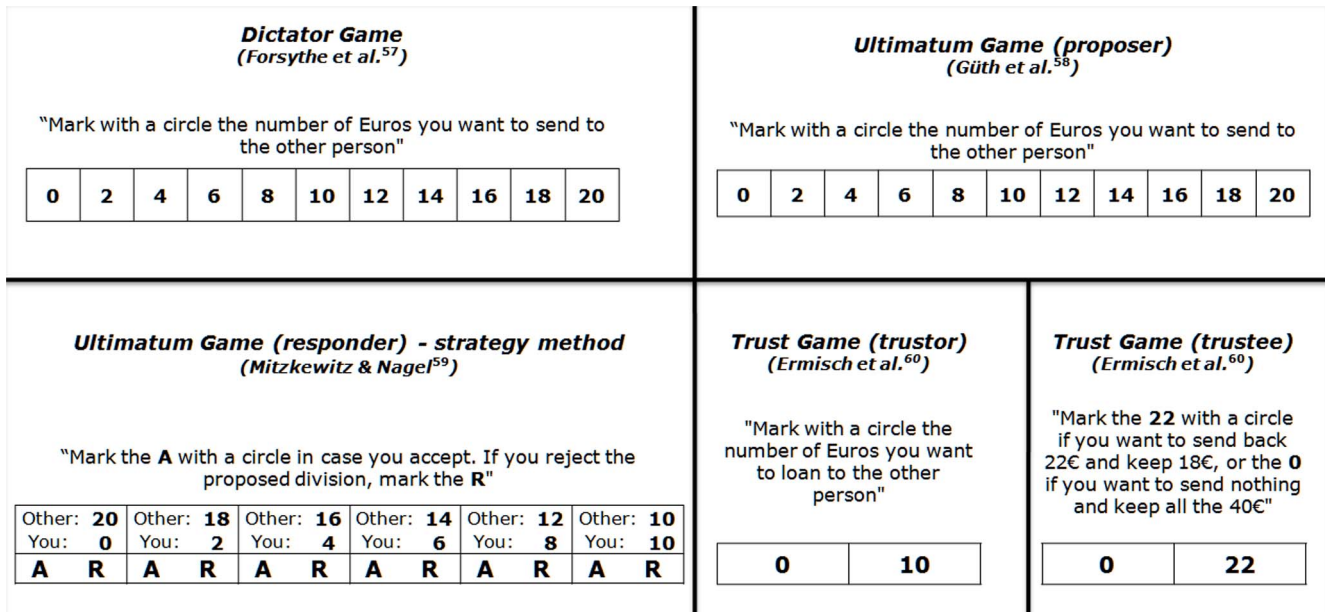 Dictator Game
(Forsythe et al.57)
“Mark with a circle the number of Euros you want to send to
the other person"
0 2 4 6 8 10 12 14 16 18 20
Ultimatum Game (proposer)
(Güth et al.58)
“Mark with a circle the number of Euros you want to send to
the other person"
0 2 4 6 8 10 12 14 16 18 20
Ultimatum Game (responder) - strategy method
(Mitzkewitz & Nagel59)
“Mark the A with a circle in case you accept. If you reject the
proposed division, mark the R"
Other: 20 Other: 18 Other: 16 Other: 14 Other: 12 Other: 10
You: 0 You: 2 You: 4 You: 6 You: 8 You: 10
A R A R A R A R A R A R
Trust Game (trustor)
(Ermisch et al.60)
"Mark with a circle the
number of Euros you want
to loan to the other
person"
0 10
Trust Game (trustee)
(Ermisch et al.60)
"Mark the 22 with a circle
if you want to send back
22€ and keep 18€, or the 0
if you want to send nothing
and keep all the 40€"
0 22